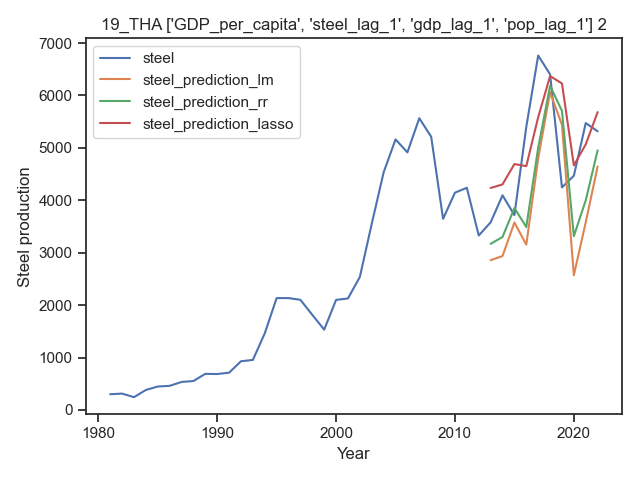 19_THA ['GDP_per_capita', 'steel_lag_1', 'gdp_lag_1', 'pop_lag_1'] 2
steel
steel_prediction_lm
steel_prediction_rr
steel_prediction_lasso
Steel production
7000
6000
5000
4000
3000
2000
1000
0
1980
1990
2000
2010
2020
Year